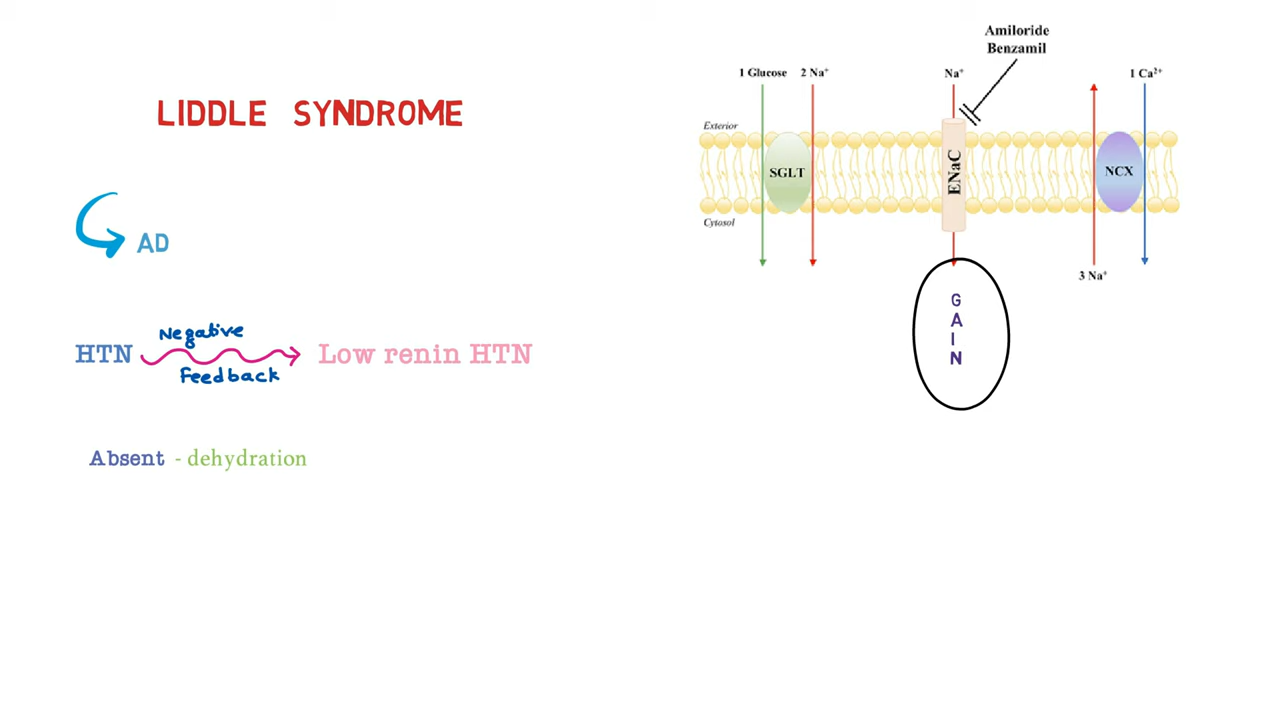 LIDDLE SYNDROME
AD
HTN
Negative
Feedback
Low renin HTN
Absent - dehydration
Amiloride
Benzamil
1 Glucose 2 Na⁺
Na⁺
1 Ca²⁺
Exterior
SGLT
ENaC
NCX
Cytosol
3 Na⁺
G
A
I
N